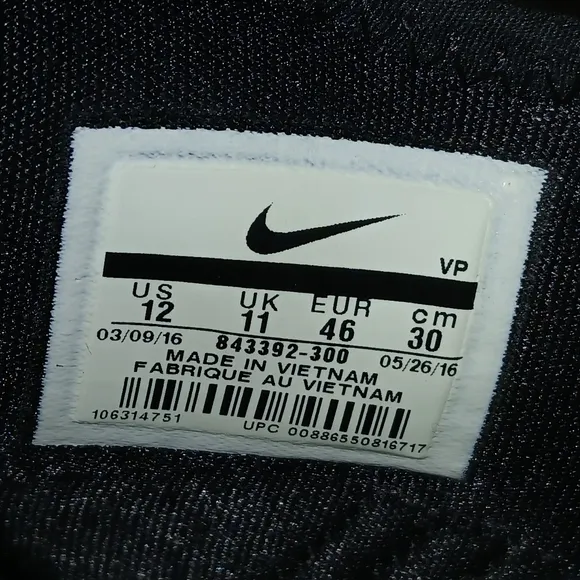 VP
US UK EUR cm
12 11 46 30
03/09/16 843392-300 05/26/16
MADE IN VIETNAM
FABRIQUE AU VIETNAM
106314751 UPC 00886550816717